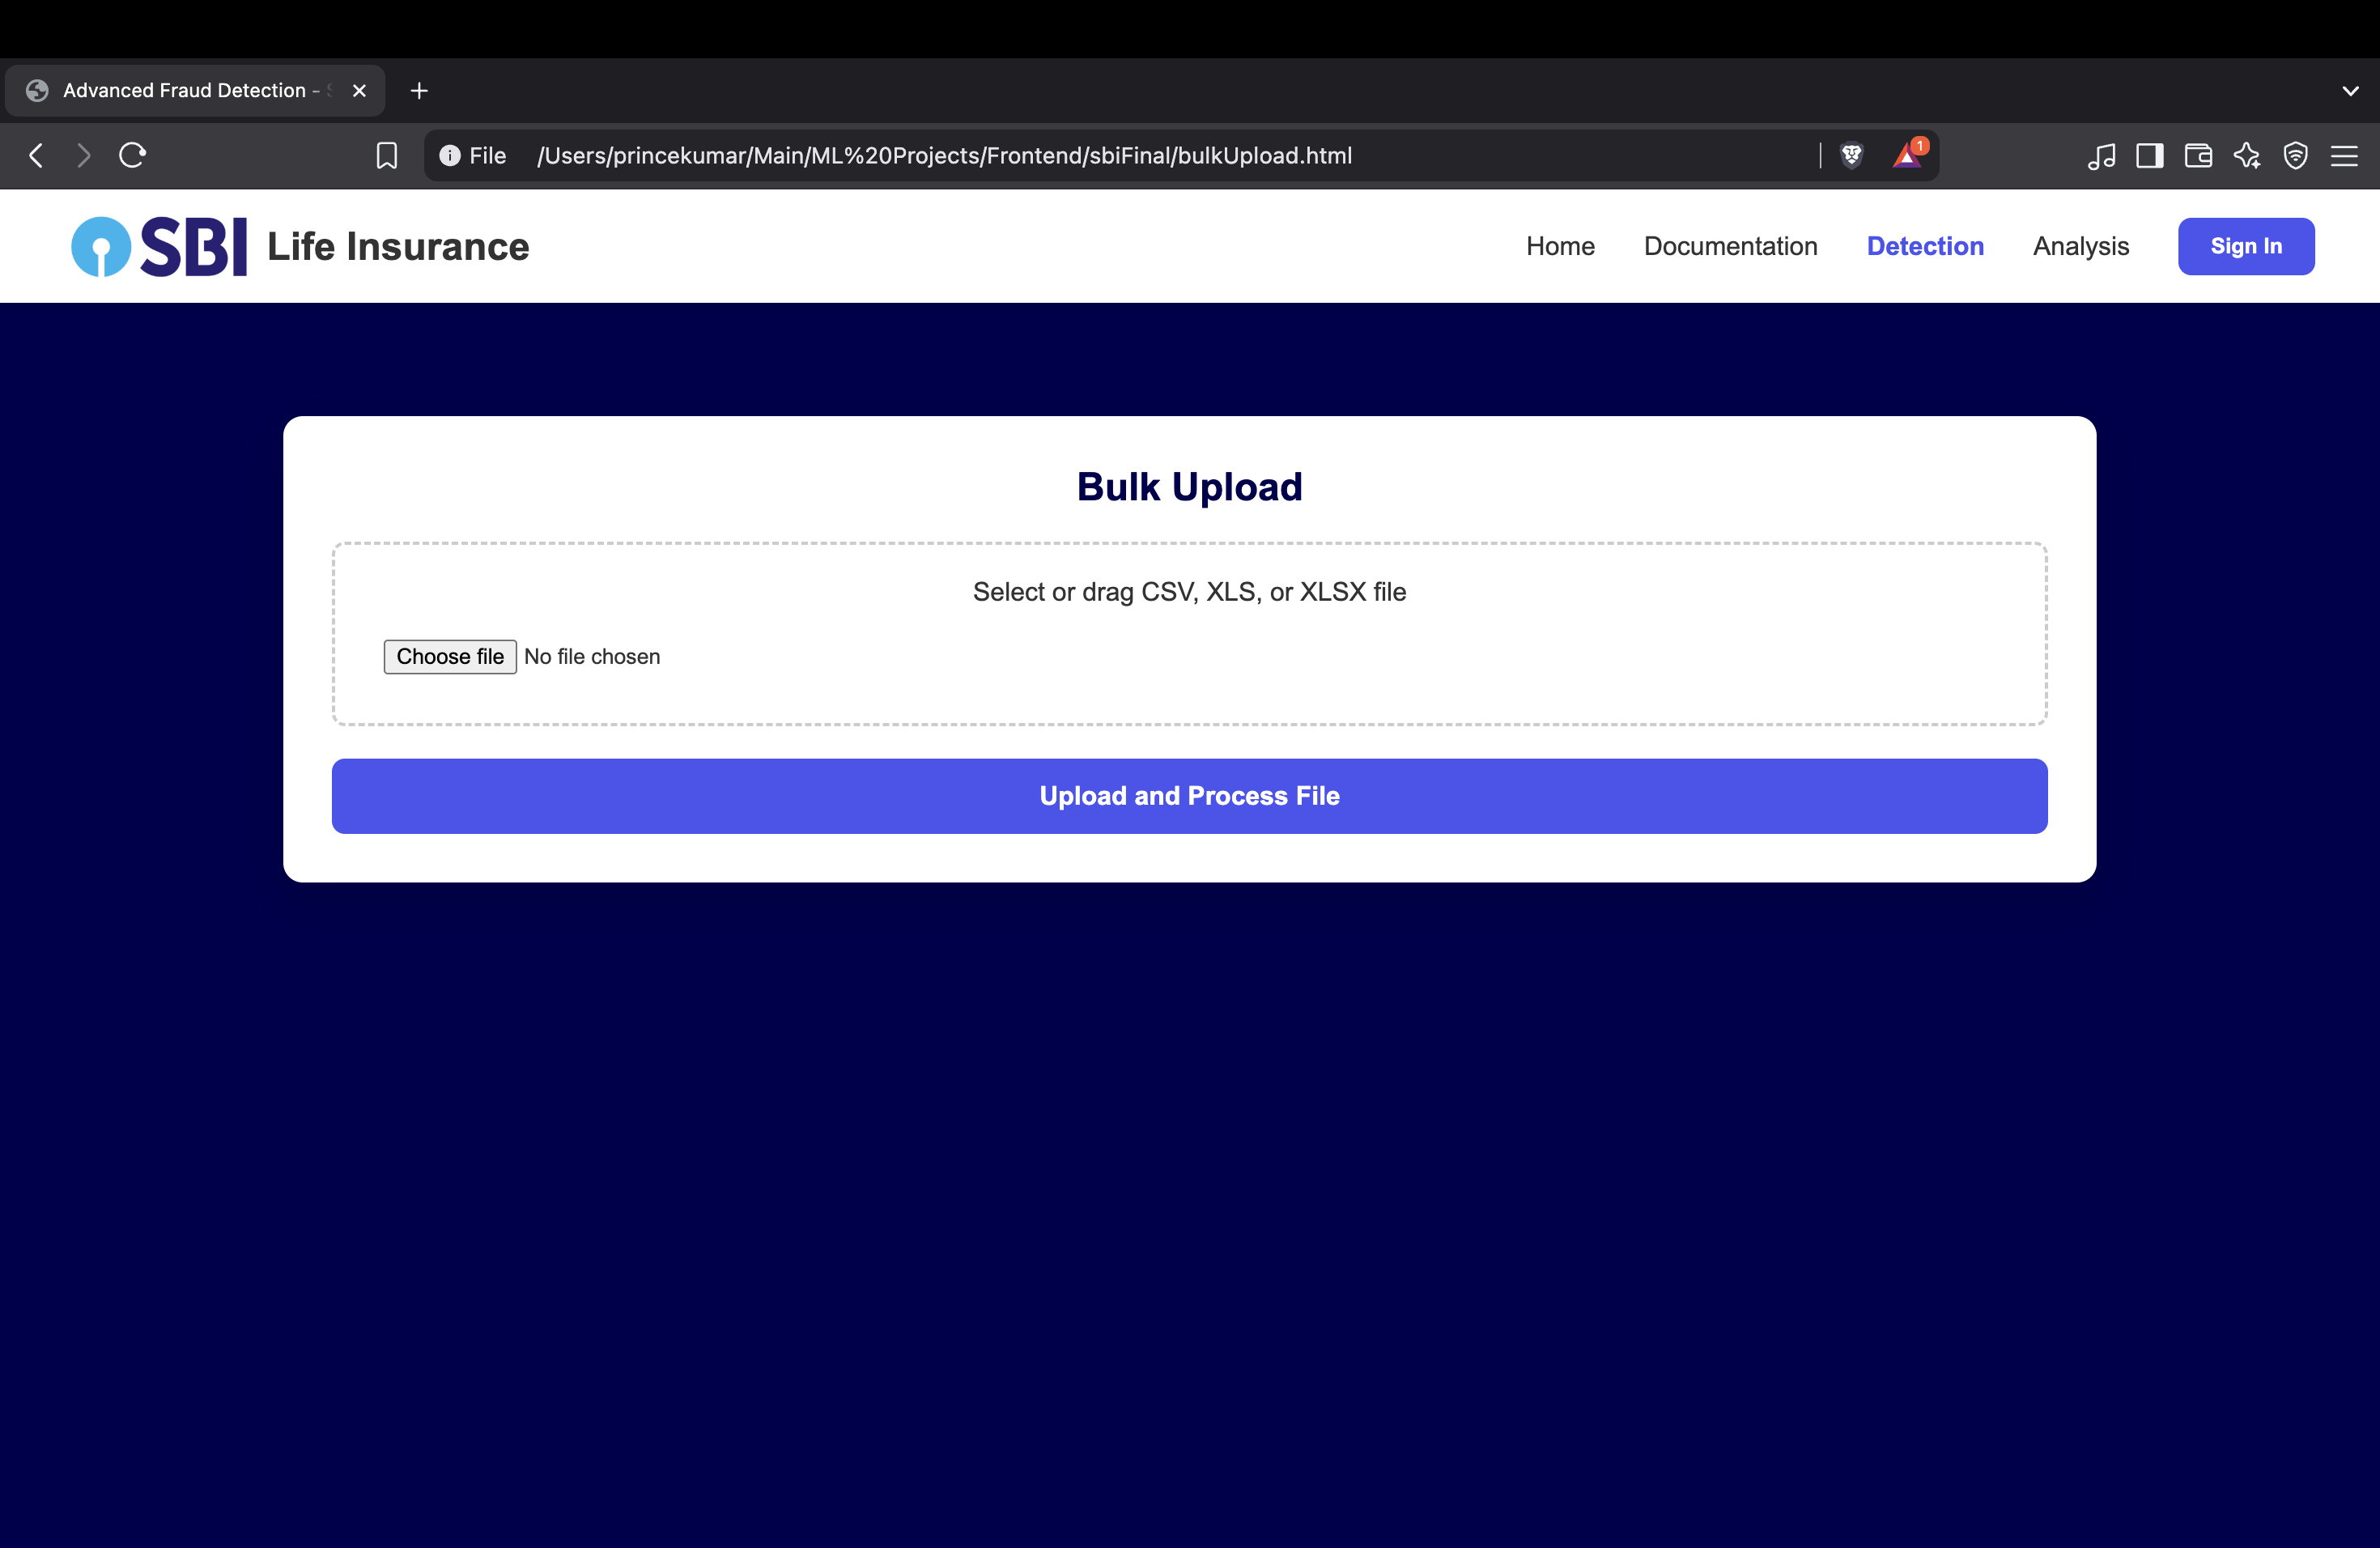 Advanced Fraud Detection -
File /Users/princekumar/Main/ML%20Projects/Frontend/sbiFinal/bulkUpload.html
1
SBI Life Insurance
Home Documentation Detection Analysis Sign In
Bulk Upload
Select or drag CSV, XLS, or XLSX file
Choose file No file chosen
Upload and Process File